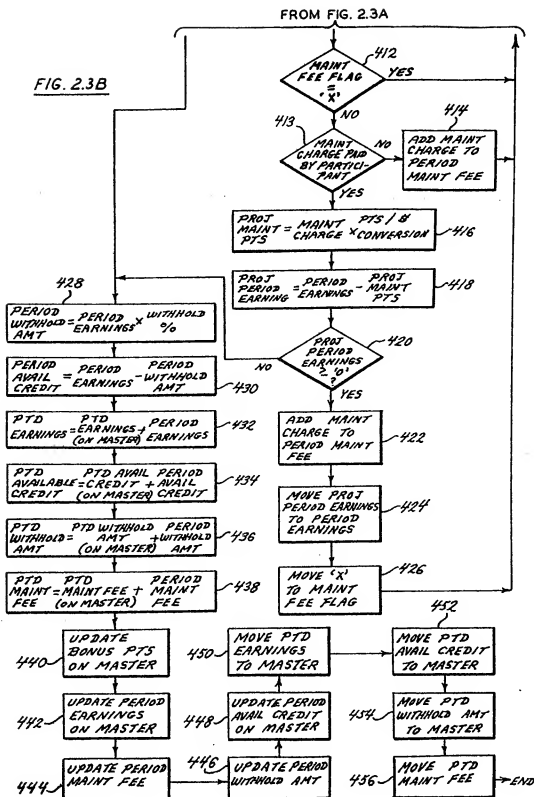 FROM FIG. 2.3A
FIG. 2.3B
412
MAINT
FEE FLAG
=
'X'
YES
NO
413
MAINT
CHARGE PAID
BY PARTICI-
PANT
NO
YES
414
ADD MAINT
CHARGE TO
PERIOD
MAINT FEE
PROJ MAINT PTS = MAINT CHARGE × PTS/$ CONVERSION
416
PROJ PERIOD EARNING = PERIOD EARNINGS - PROJ MAINT PTS
418
420
PROJ
PERIOD
EARNINGS
?- '0'
?
NO
YES
ADD MAINT
CHARGE TO
PERIOD MAINT
FEE
422
MOVE PROJ
PERIOD EARNINGS
TO PERIOD
EARNINGS
424
MOVE 'X'
TO MAINT
FEE FLAG
426
428
PERIOD WITHHOLD AMT = PERIOD EARNINGS × WITHHOLD %
PERIOD AVAIL CREDIT = PERIOD EARNINGS - PERIOD WITHHOLD AMT
430
PTD EARNINGS = PTD EARNINGS (ON MASTER) + PERIOD EARNINGS
432
PTD AVAILABLE CREDIT = PTD AVAIL CREDIT (ON MASTER) + PERIOD AVAIL CREDIT
434
PTD WITHHOLD AMT = PTD WITHHOLD AMT (ON MASTER) + PERIOD WITHHOLD AMT
436
PTD MAINT FEE = PTD MAINT FEE (ON MASTER) + PERIOD MAINT FEE
438
440
UPDATE
BONUS PTS
ON MASTER
442
UPDATE
PERIOD
EARNINGS
ON MASTER
444
UPDATE PERIOD
MAINT FEE
446
UPDATE PERIOD
WITHHOLD AMT
448
UPDATE PERIOD
AVAIL CREDIT
ON MASTER
450
MOVE PTD
EARNINGS
TO MASTER
452
MOVE PTD
AVAIL CREDIT
TO MASTER
454
MOVE PTD
WITHHOLD AMT
TO MASTER
456
MOVE PTD
MAINT FEE
END